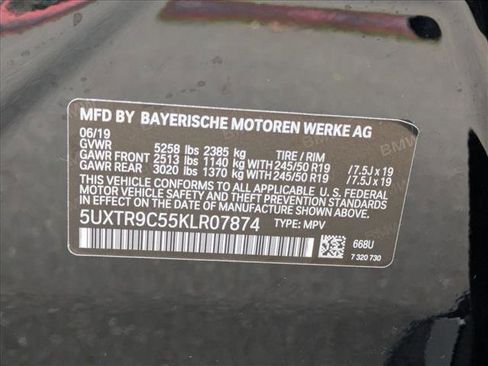 MFD BY BAYERISCHE MOTOREN WERKE AG
06/19
GVWR 5258 lbs 2385 kg TIRE / RIM
GAWR FRONT 2513 lbs 1140 kg WITH 245/50 R19 /7.5J x 19
GAWR REAR 3020 lbs 1370 kg WITH 245/50 R19 /7.5J x 19
THIS VEHICLE CONFORMS TO ALL APPLICABLE U.S. FEDERAL
MOTOR VEHICLE SAFETY AND THEFT PREVENTION STANDARDS
IN EFFECT ON THE DATE OF MANUFACTURE SHOWN ABOVE.
5UXTR9C55KLR07874 TYPE: MPV
668U
7 320 730